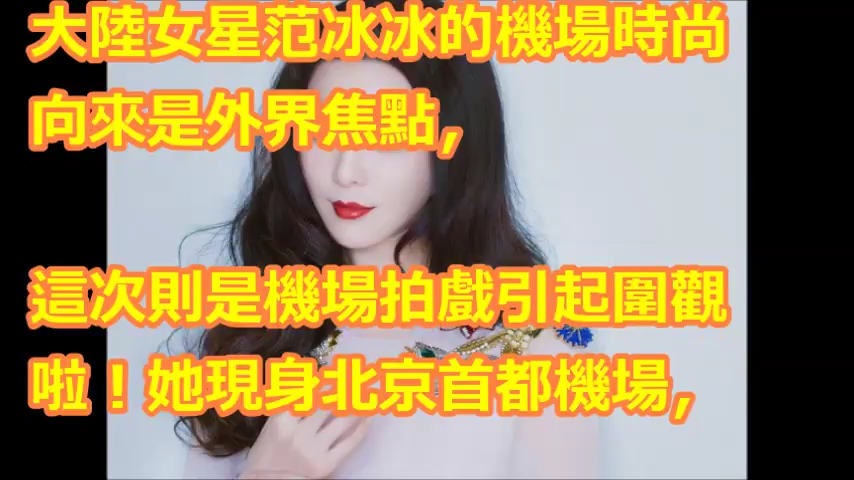 大陸女星范冰冰的機場時尚
向來是外界焦點，
這次則是機場拍戲引起圍觀
啦！她現身北京首都機場，